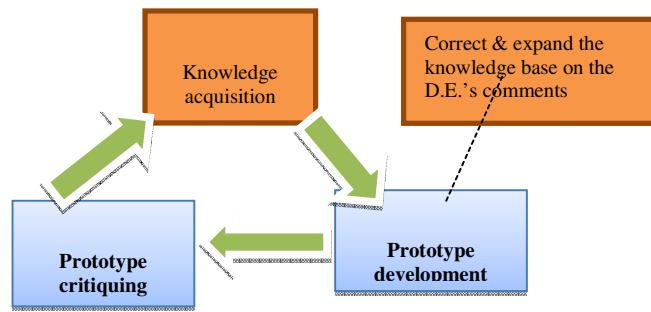 Knowledge
acquisition
Correct & expand the
knowledge base on the
D.E.'s comments
Prototype
critiquing
Prototype
development